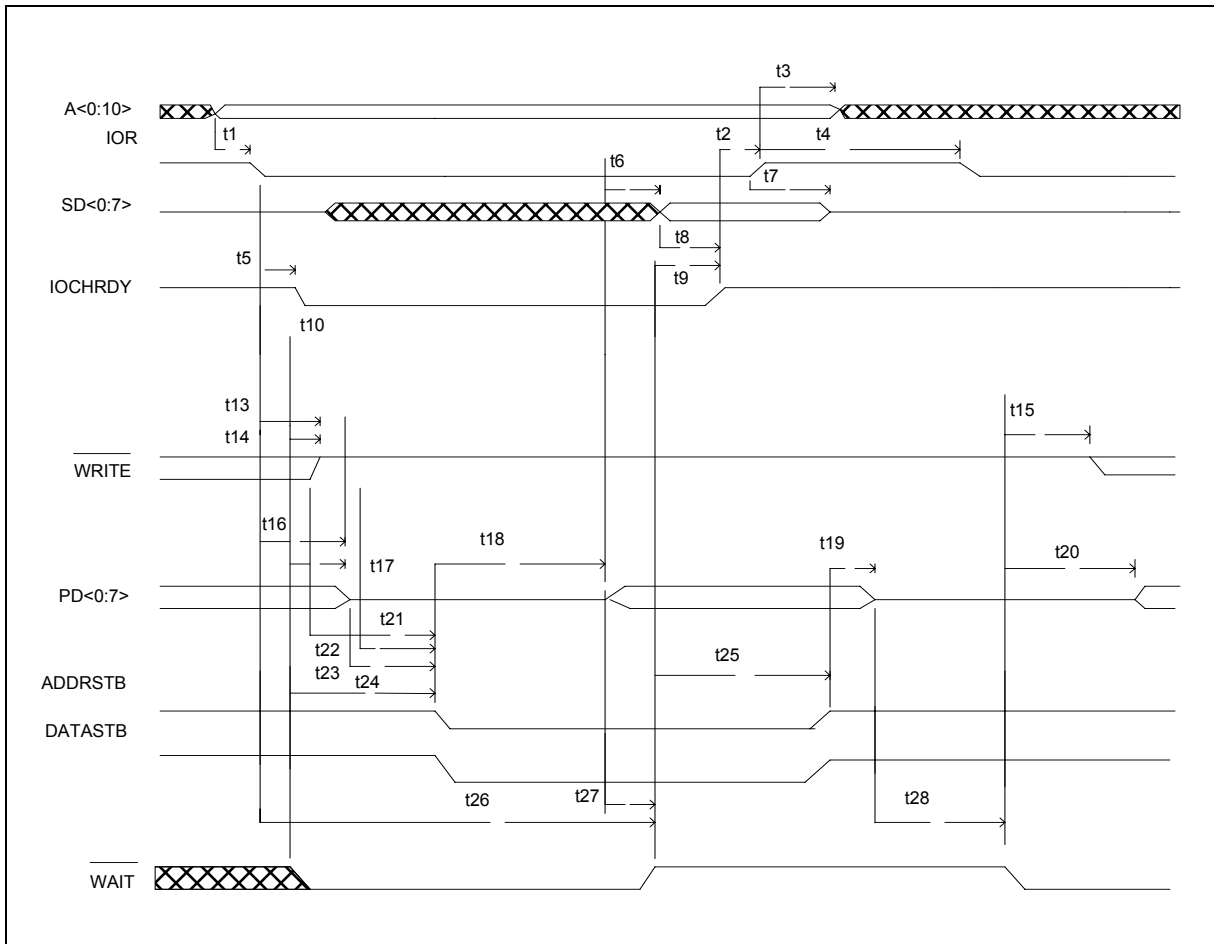 t3
A<0:10>
IOR
t1
t2
t4
t6
t7
SD<0:7>
t8
t5
t9
IOCHRDY
t10
t13
t15
t14
WRITE
t16
t18
t19
t17
t20
PD<0:7>
t21
t22
t23
t25
ADDRSTB
t24
DATASTB
t26
t27
t28
WAIT